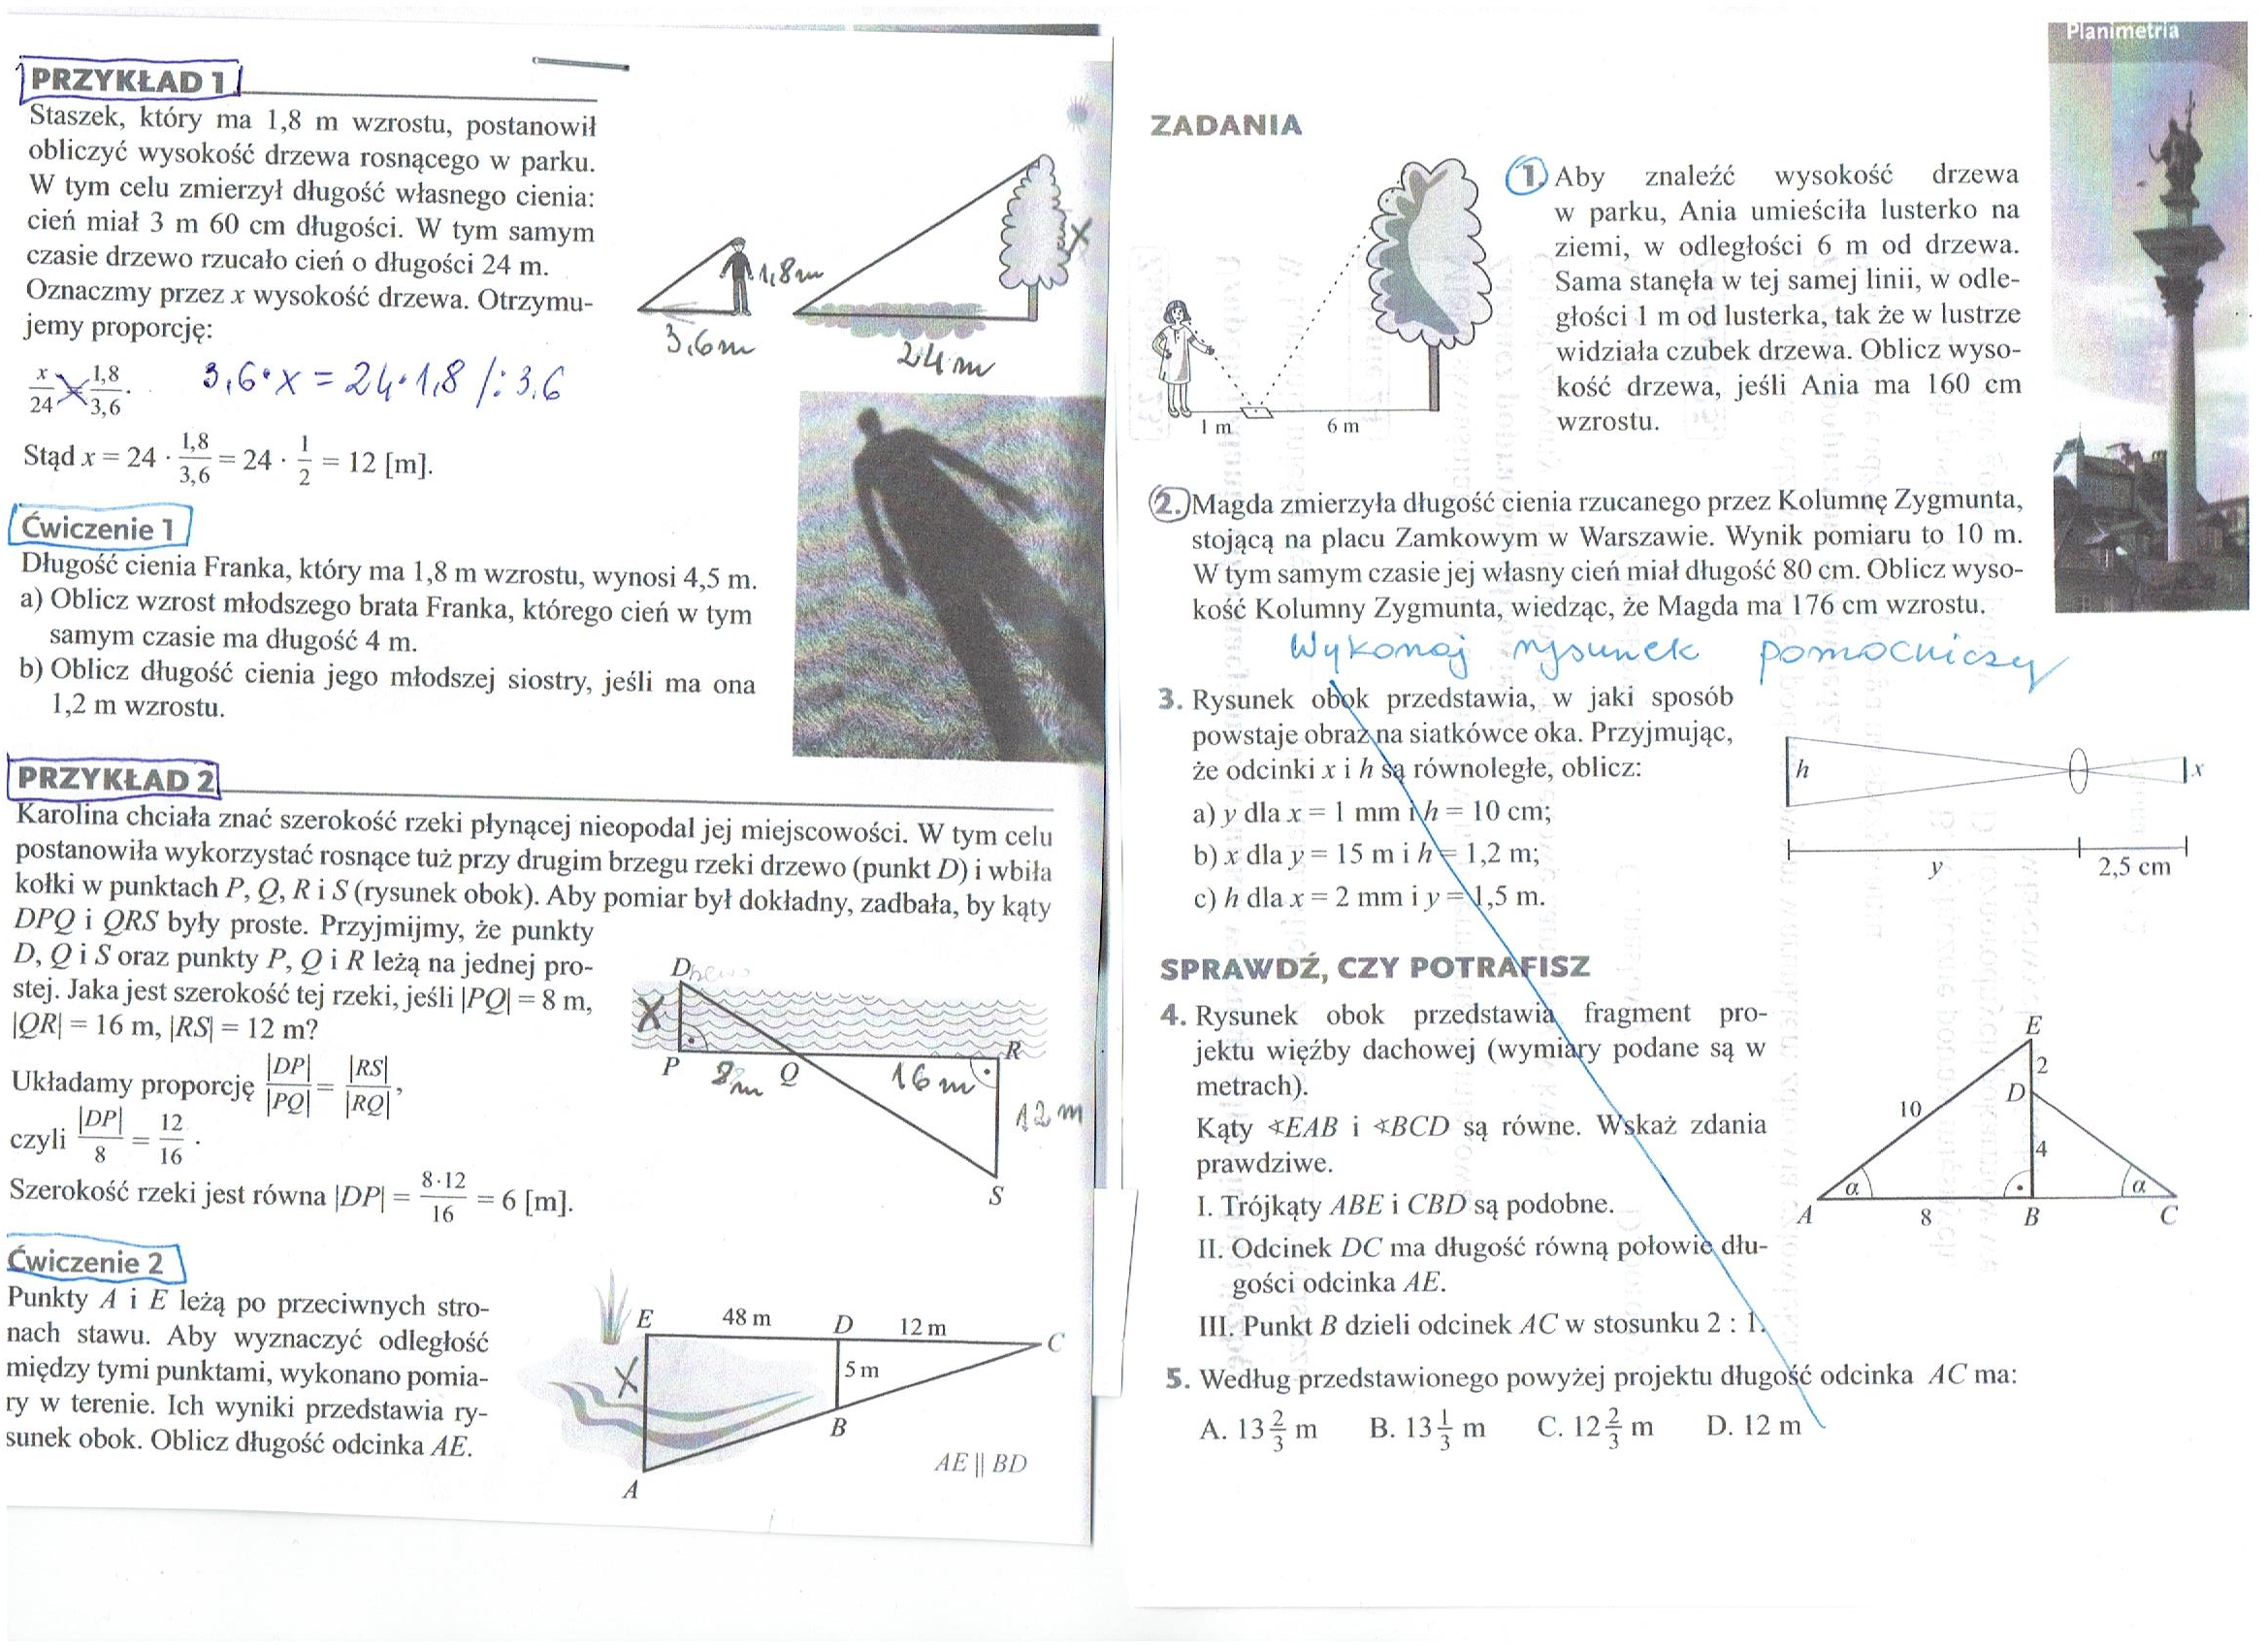 PRZYKŁAD 1
Staszek, który ma 1,8 m wzrostu, postanowił
obliczyć wysokość drzewa rosnącego w parku.
W tym celu zmierzył długość własnego cienia:
cień miał 3 m 60 cm długości. W tym samym
czasie drzewo rzucało cień o długości 24 m.
Oznaczmy przez x wysokość drzewa. Otrzymu-
jemy proporcję:
x/24 1,8/3,6.
3,6·x = 24·1,8 /:3,6
Stąd x = 24 · 1,8/3,6 = 24 · 1/2 = 12 [m].
1,8m
3,6m
x
24m
Ćwiczenie 1
Długość cienia Franka, który ma 1,8 m wzrostu, wynosi 4,5 m.
a) Oblicz wzrost młodszego brata Franka, którego cień w tym
samym czasie ma długość 4 m.
b) Oblicz długość cienia jego młodszej siostry, jeśli ma ona
1,2 m wzrostu.
PRZYKŁAD 2
Karolina chciała znać szerokość rzeki płynącej nieopodal jej miejscowości. W tym celu
postanowiła wykorzystać rosnące tuż przy drugim brzegu rzeki drzewo (punkt D) i wbiła
kołki w punktach P, Q, R i S (rysunek obok). Aby pomiar był dokładny, zadbała, by kąty
DPQ i QRS były proste. Przyjmijmy, że punkty
D, Q i S oraz punkty P, Q i R leżą na jednej pro-
stej. Jaka jest szerokość tej rzeki, jeśli |PQ| = 8 m,
|QR| = 16 m, |RS| = 12 m?
Układamy proporcję |DP|/|PQ| = |RS|/|RQ|,
czyli |DP|/8 = 12/16.
Szerokość rzeki jest równa |DP| = 8·12/16 = 6 [m].
D
X
P
8m
Q
16m
R
12m
S
Ćwiczenie 2
Punkty A i E leżą po przeciwnych stro-
nach stawu. Aby wyznaczyć odległość
między tymi punktami, wykonano pomia-
ry w terenie. Ich wyniki przedstawia ry-
sunek obok. Oblicz długość odcinka AE.
E 48 m D 12 m C
X
5 m
B
A
AE || BD
Planimetria
ZADANIA
1. Aby znaleźć wysokość drzewa
w parku, Ania umieściła lusterko na
ziemi, w odległości 6 m od drzewa.
Sama stanęła w tej samej linii, w odle-
głości 1 m od lusterka, tak że w lustrze
widziała czubek drzewa. Oblicz wyso-
kość drzewa, jeśli Ania ma 160 cm
wzrostu.
1 m 6 m
2. Magda zmierzyła długość cienia rzucanego przez Kolumnę Zygmunta,
stojącą na placu Zamkowym w Warszawie. Wynik pomiaru to 10 m.
W tym samym czasie jej własny cień miał długość 80 cm. Oblicz wyso-
kość Kolumny Zygmunta, wiedząc, że Magda ma 176 cm wzrostu.
Wykonaj rysunek pomocniczy
3. Rysunek obok przedstawia, w jaki sposób
powstaje obraz na siatkówce oka. Przyjmując,
że odcinki x i h są równoległe, oblicz:
a) y dla x = 1 mm i h = 10 cm;
b) x dla y = 15 m i h = 1,2 m;
c) h dla x = 2 mm i y = 1,5 m.
h
x
y
2,5 cm
SPRAWDŹ, CZY POTRAFISZ
4. Rysunek obok przedstawia fragment pro-
jektu więźby dachowej (wymiary podane są w
metrach).
Kąty ∢EAB i ∢BCD są równe. Wskaż zdania
prawdziwe.
I. Trójkąty ABE i CBD są podobne.
II. Odcinek DC ma długość równą połowie dłu-
gości odcinka AE.
III. Punkt B dzieli odcinek AC w stosunku 2 : 1.
E
2
D
10
4
α α
A 8 B C
5. Według przedstawionego powyżej projektu długość odcinka AC ma:
A. 13 2/3 m B. 13 1/3 m C. 12 2/3 m D. 12 m